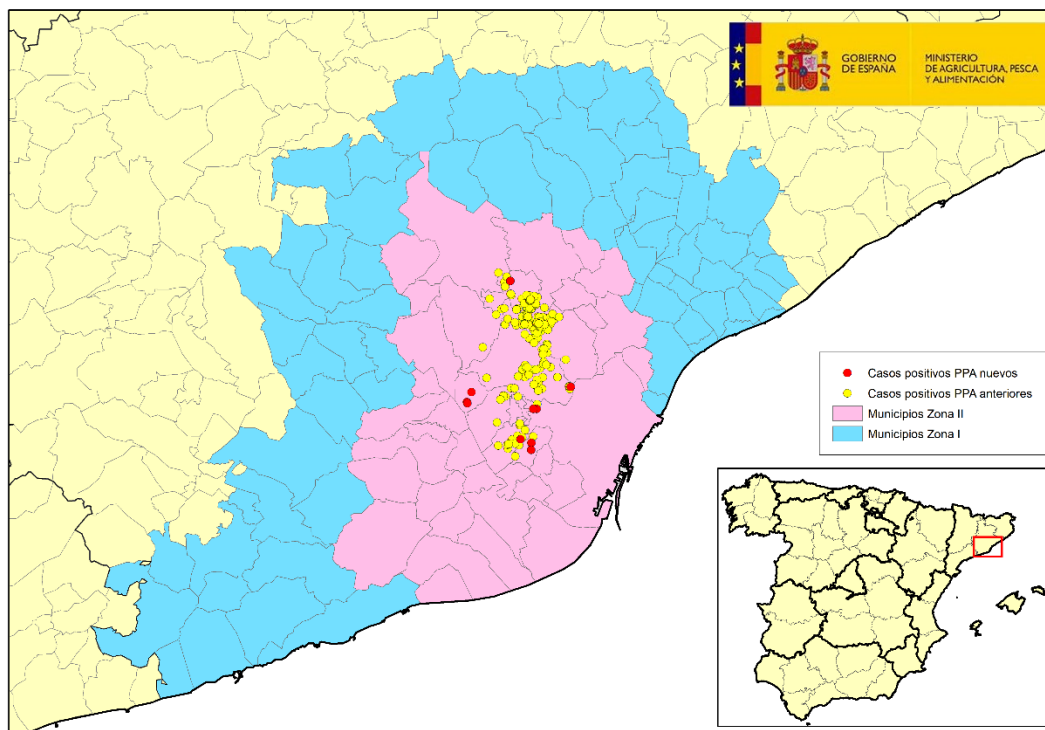 GOBIERNO
DE ESPAÑA
MINISTERIO
DE AGRICULTURA, PESCA
Y ALIMENTACIÓN
Casos positivos PPA nuevos
Casos positivos PPA anteriores
Municipios Zona II
Municipios Zona I